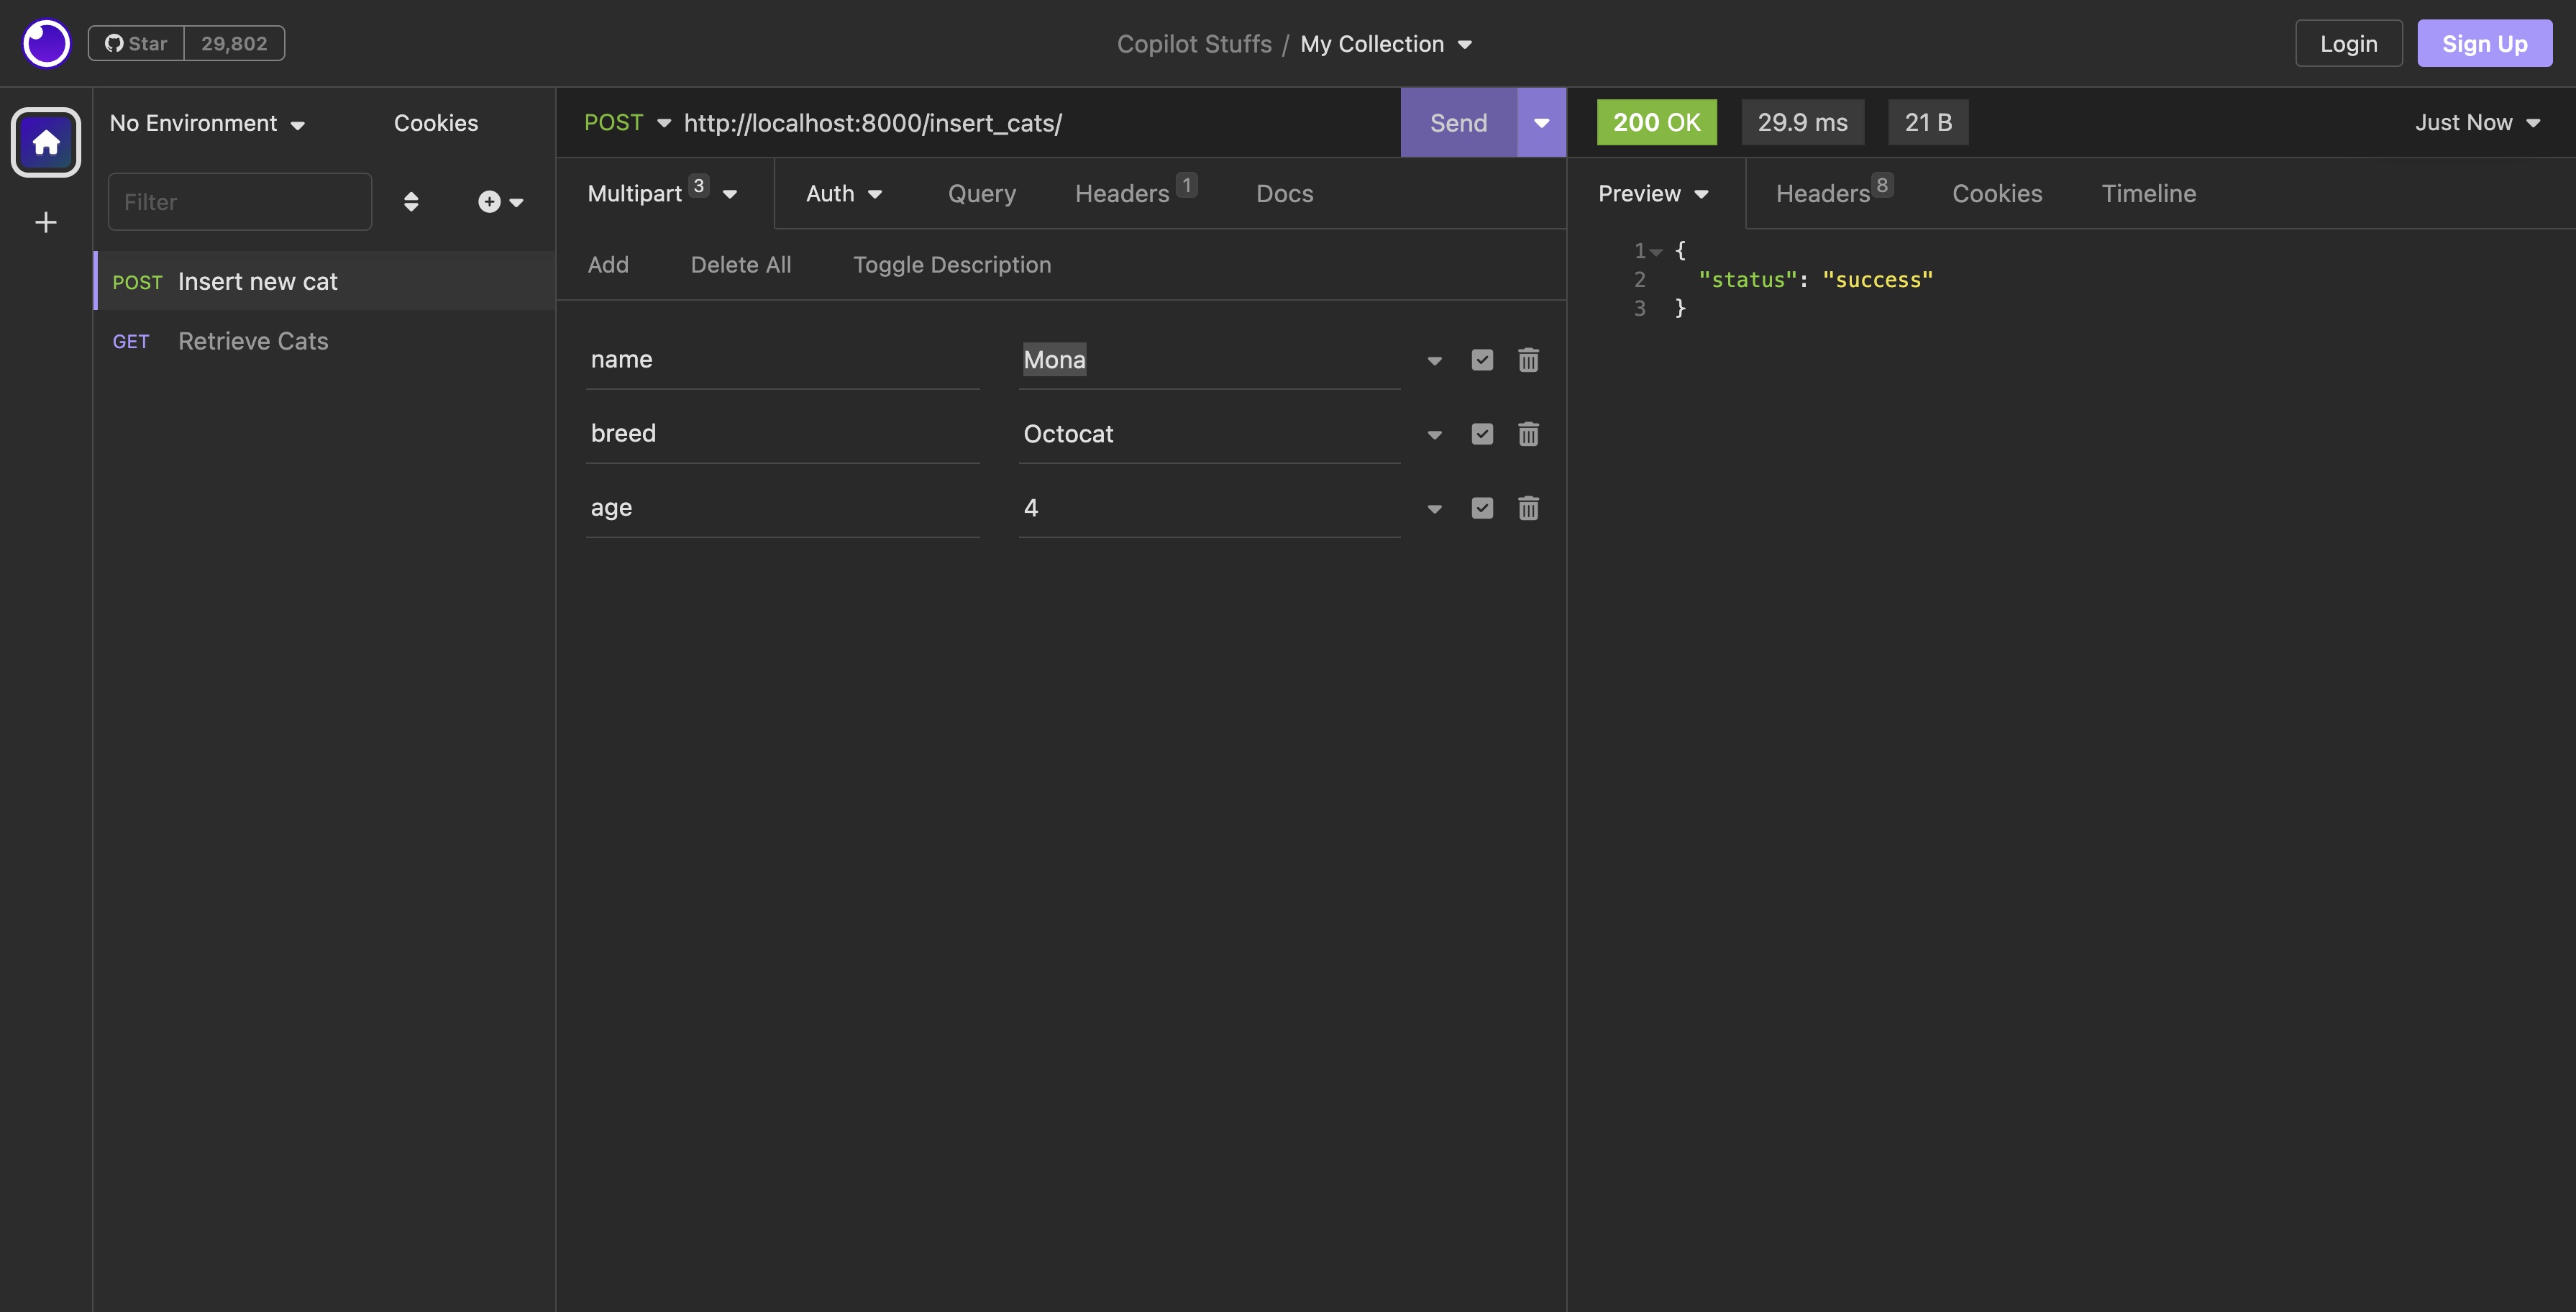 Star 29,802
Copilot Stuffs / My Collection
Login Sign Up
No Environment Cookies
Filter
POST Insert new cat
GET Retrieve Cats
POST http://localhost:8000/insert_cats/ Send
Multipart 3 Auth Query Headers 1 Docs
Add Delete All Toggle Description
name Mona
breed Octocat
age 4
200 OK 29.9 ms 21 B Just Now
Preview Headers 8 Cookies Timeline
1 {
2 "status": "success"
3 }